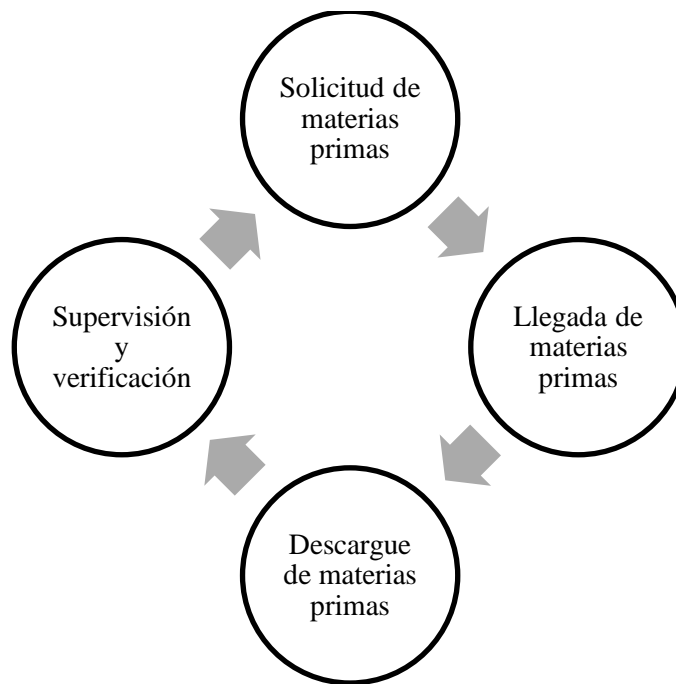 Solicitud de
materias
primas
Llegada de
materias
primas
Descargue
de materias
primas
Supervisión
y
verificación